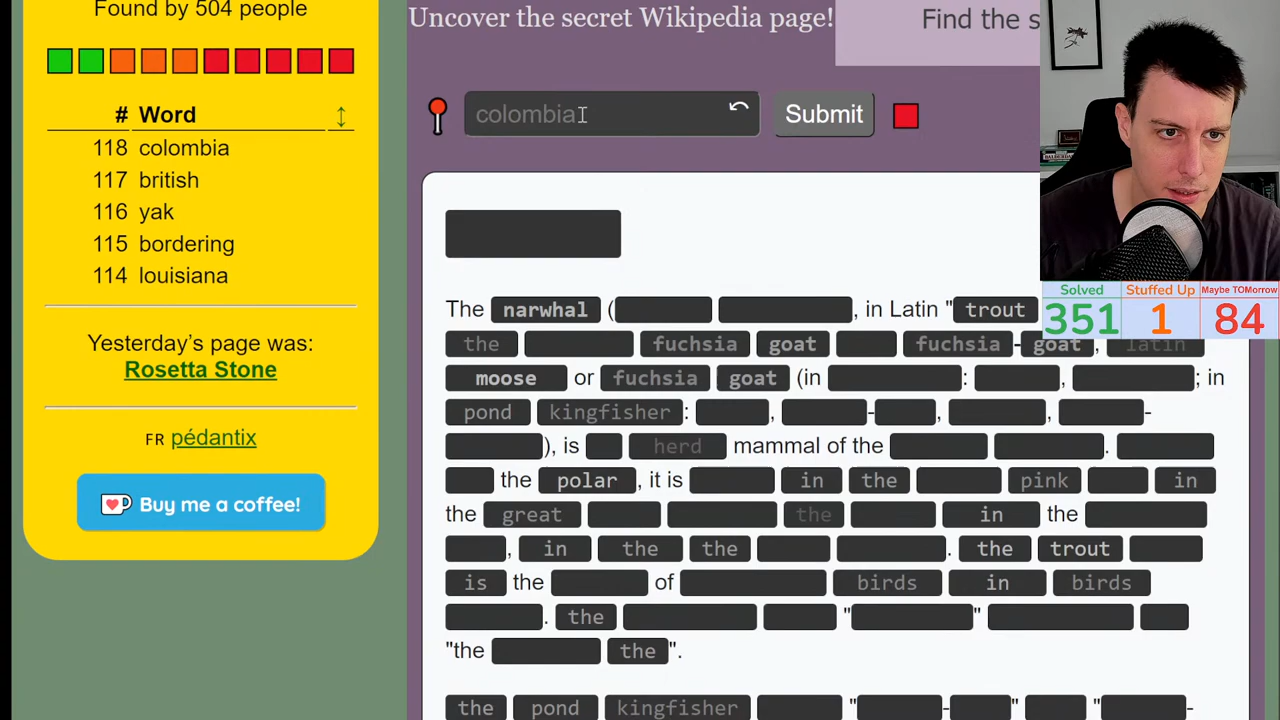 Found by 504 people
# Word ↕
118 colombia
117 british
116 yak
115 bordering
114 louisiana
Yesterday's page was:
Rosetta Stone
FR pédantix
Buy me a coffee!
Uncover the secret Wikipedia page!
Find the s
colombia
Submit
Solved Stuffed Up Maybe TOMorrow
351 1 84
The narwhal ( , in Latin "trout
the fuchsia goat fuchsia-goat, latin
moose or fuchsia goat (in : , ; in
pond kingfisher: , - , , -
), is herd mammal of the .
the polar, it is in the pink in
the great the in the
, in the the . the trout
is the of birds in birds
. the " "
"the the".
the pond kingfisher " - " " -